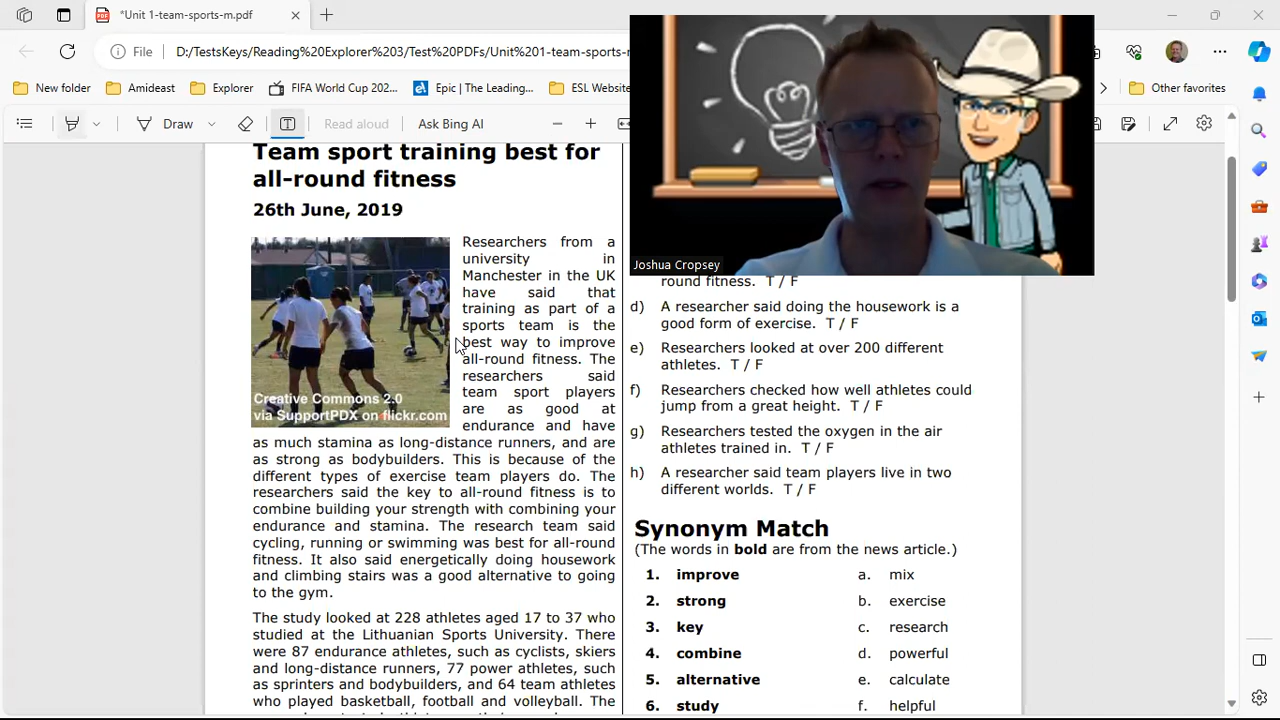 *Unit 1-team-sports-m.pdf
File
D:/TestsKeys/Reading%20Explorer%203/Test%20PDFs/Unit%201-team-sports-m
New folder
Amideast
Explorer
FIFA World Cup 202...
Epic | The Leading...
ESL Website
Other favorites
Draw
Read aloud
Ask Bing AI
Joshua Cropsey
Team sport training best for
all-round fitness
26th June, 2019
Researchers from a
university in
Manchester in the UK
have said that
training as part of a
sports team is the
best way to improve
all-round fitness. The
researchers said
team sport players
are as good at
endurance and have
Creative Commons 2.0
via SupportPDX on flickr.com
as much stamina as long-distance runners, and are
as strong as bodybuilders. This is because of the
different types of exercise team players do. The
researchers said the key to all-round fitness is to
combine building your strength with combining your
endurance and stamina. The research team said
cycling, running or swimming was best for all-round
fitness. It also said energetically doing housework
and climbing stairs was a good alternative to going
to the gym.
The study looked at 228 athletes aged 17 to 37 who
studied at the Lithuanian Sports University. There
were 87 endurance athletes, such as cyclists, skiers
and long-distance runners, 77 power athletes, such
as sprinters and bodybuilders, and 64 team athletes
who played basketball, football and volleyball. The
round fitness. T / F
d) A researcher said doing the housework is a
good form of exercise. T / F
e) Researchers looked at over 200 different
athletes. T / F
f) Researchers checked how well athletes could
jump from a great height. T / F
g) Researchers tested the oxygen in the air
athletes trained in. T / F
h) A researcher said team players live in two
different worlds. T / F
Synonym Match
(The words in bold are from the news article.)
1. improve a. mix
2. strong b. exercise
3. key c. research
4. combine d. powerful
5. alternative e. calculate
6. study f. helpful